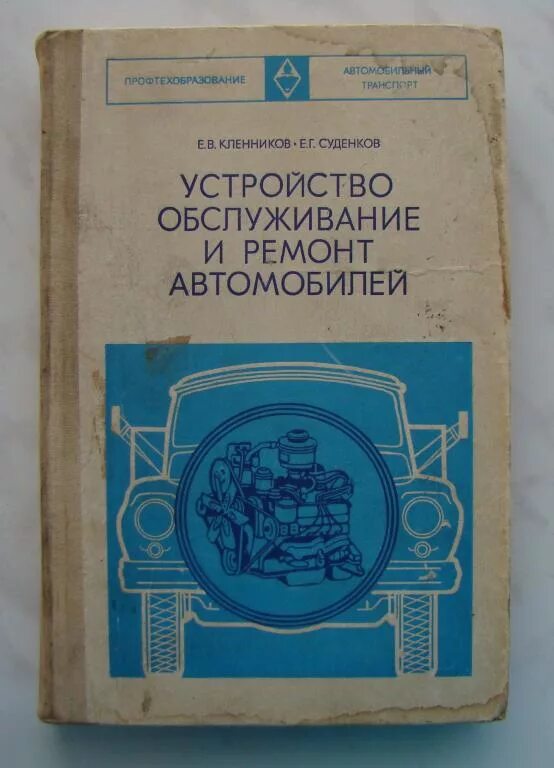 ПРОФТЕХОБРАЗОВАНИЕ
АВТОМОБИЛЬНЫЙ
ТРАНСПОРТ
Е.В. КЛЕННИКОВ · Е.Г. СУДЕНКОВ
УСТРОЙСТВО
ОБСЛУЖИВАНИЕ
И РЕМОНТ
АВТОМОБИЛЕЙ